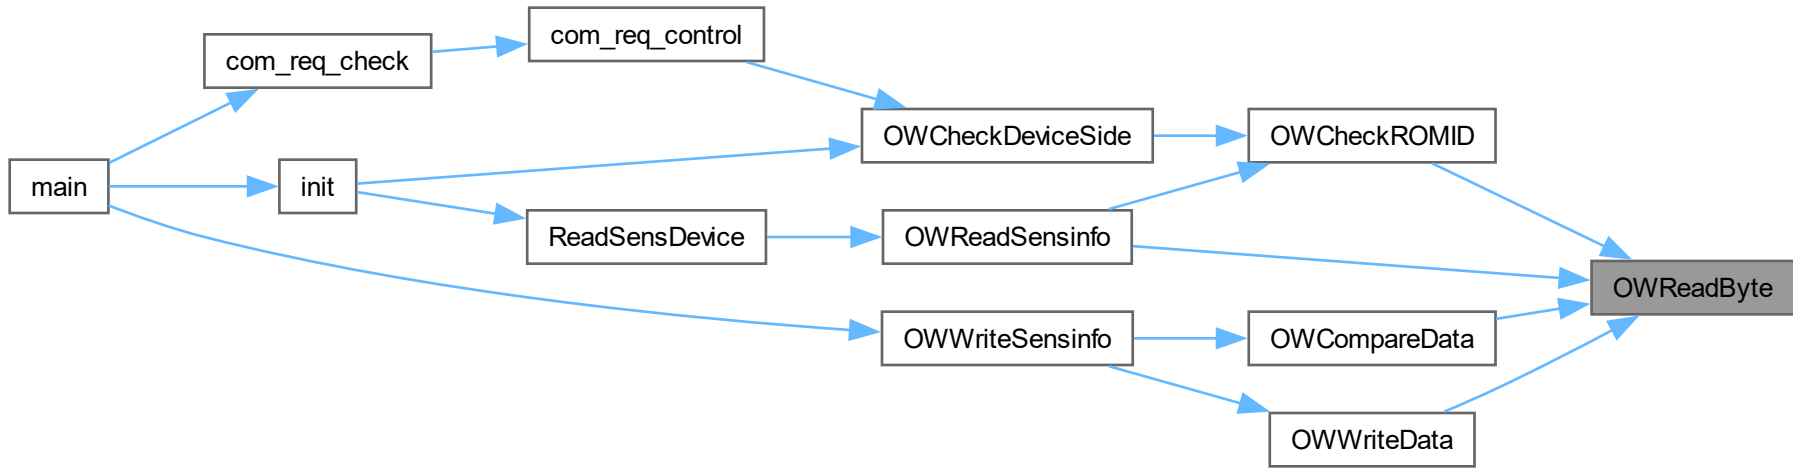 com_req_control
com_req_check
OWCheckDeviceSide
OWCheckROMID
main
init
ReadSensDevice
OWReadSensinfo
OWReadByte
OWWriteSensinfo
OWCompareData
OWWriteData